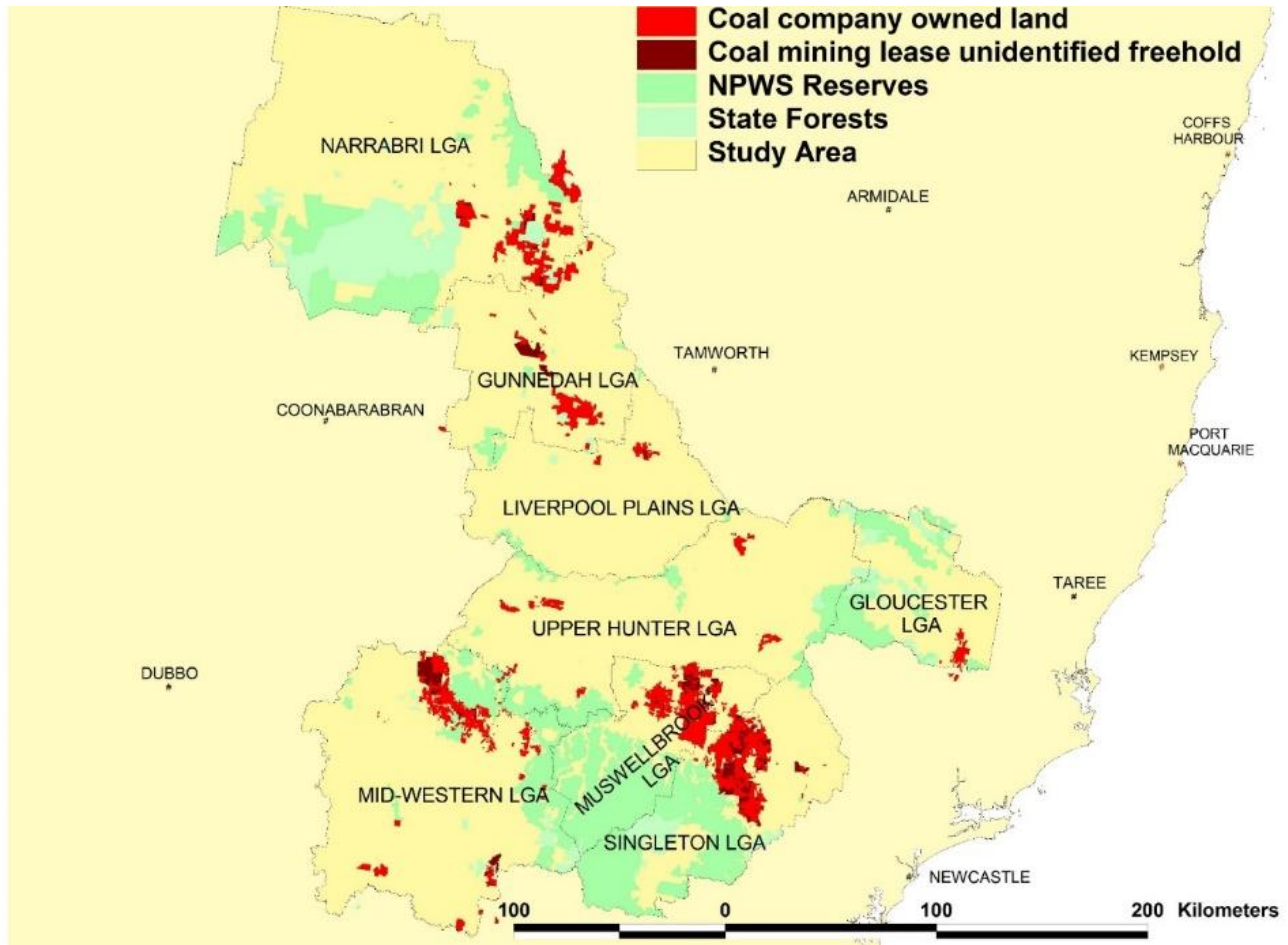 Coal company owned land
Coal mining lease unidentified freehold
NPWS Reserves
State Forests
Study Area
COFFS
HARBOUR
NARRABRI LGA
ARMIDALE
TAMWORTH
KEMPSEY
GUNNEDAH LGA
COONABARABRAN
PORT
MACQUARIE
LIVERPOOL PLAINS LGA
TAREE
GLOUCESTER
LGA
UPPER HUNTER LGA
DUBBO
MUSWELLBROOK
LGA
MID-WESTERN LGA
SINGLETON LGA
NEWCASTLE
100 0 100 200 Kilometers